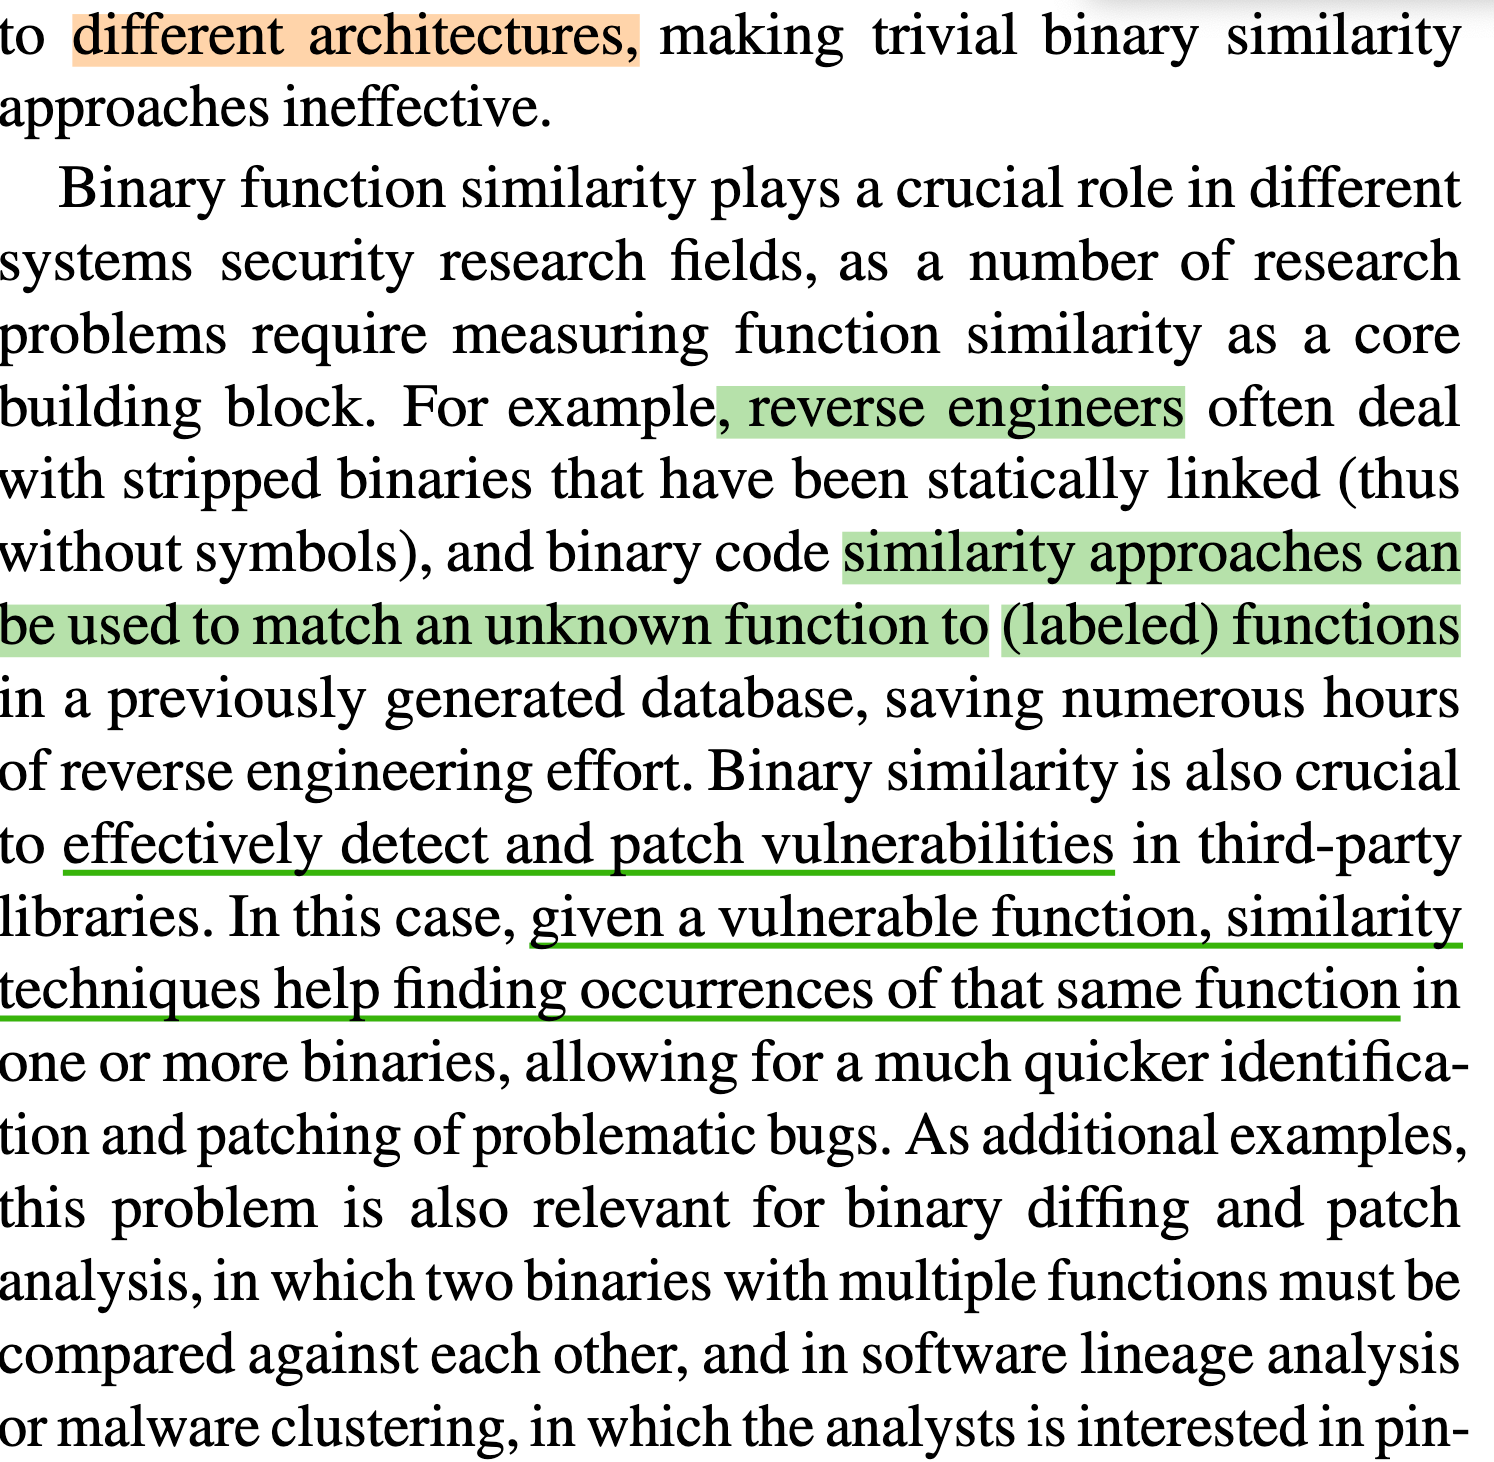 to different architectures, making trivial binary similarity
approaches ineffective.
Binary function similarity plays a crucial role in different
systems security research fields, as a number of research
problems require measuring function similarity as a core
building block. For example, reverse engineers often deal
with stripped binaries that have been statically linked (thus
without symbols), and binary code similarity approaches can
be used to match an unknown function to (labeled) functions
in a previously generated database, saving numerous hours
of reverse engineering effort. Binary similarity is also crucial
to effectively detect and patch vulnerabilities in third-party
libraries. In this case, given a vulnerable function, similarity
techniques help finding occurrences of that same function in
one or more binaries, allowing for a much quicker identifica-
tion and patching of problematic bugs. As additional examples,
this problem is also relevant for binary diffing and patch
analysis, in which two binaries with multiple functions must be
compared against each other, and in software lineage analysis
or malware clustering, in which the analysts is interested in pin-